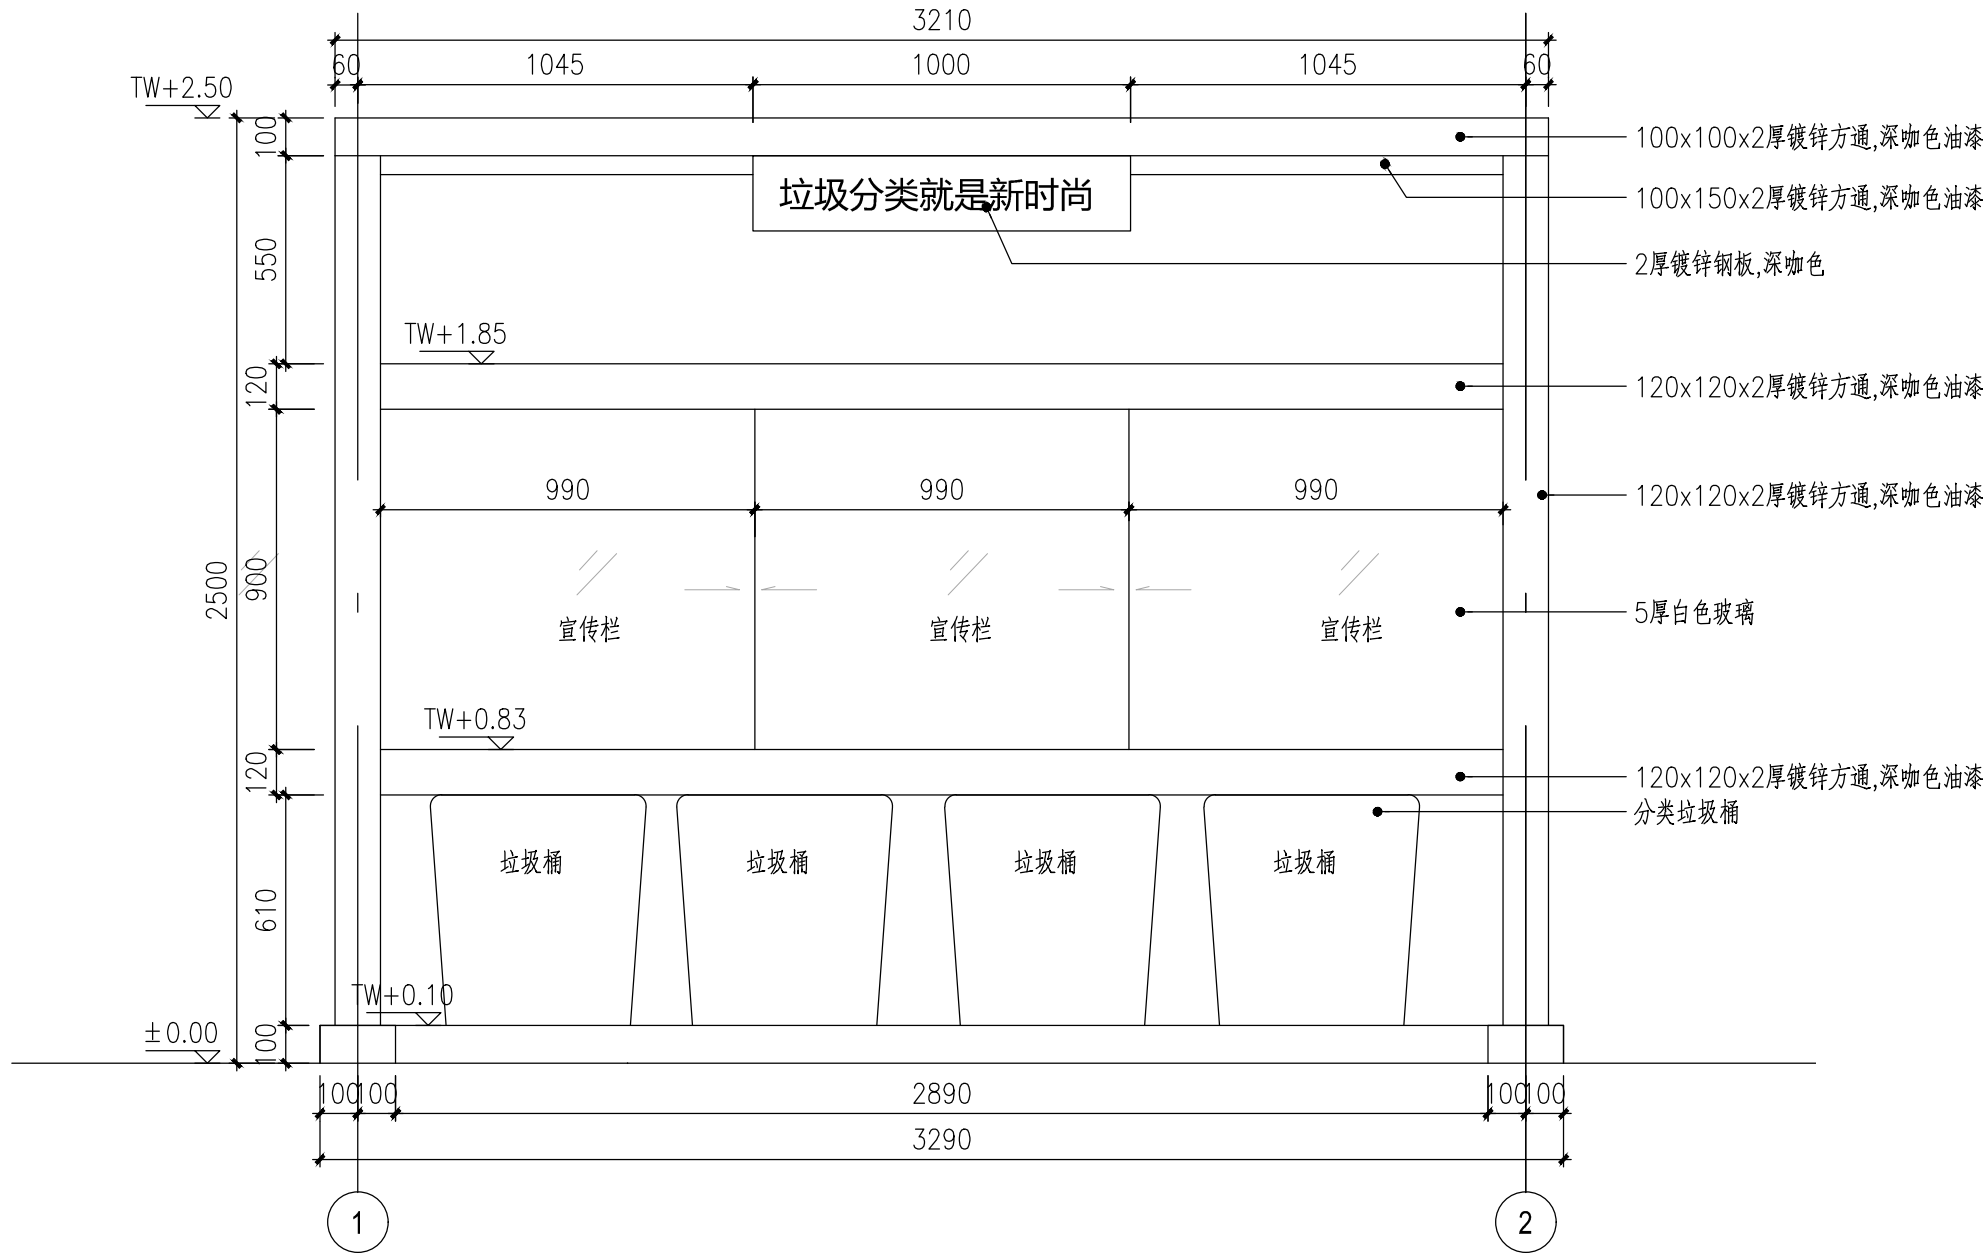 3210
60
1045
1000
1045
60
TW+2.50
100
100x100x2厚镀锌方通,深咖色油漆
垃圾分类就是新时尚
100x150x2厚镀锌方通,深咖色油漆
550
2厚镀锌钢板,深咖色
TW+1.85
120
120x120x2厚镀锌方通,深咖色油漆
990
990
990
120x120x2厚镀锌方通,深咖色油漆
2500
900
宣传栏
宣传栏
宣传栏
5厚白色玻璃
TW+0.83
120
120x120x2厚镀锌方通,深咖色油漆
分类垃圾桶
垃圾桶
垃圾桶
垃圾桶
垃圾桶
610
TW+0.10
±0.00
100
100
100
2890
100
100
3290
1
2